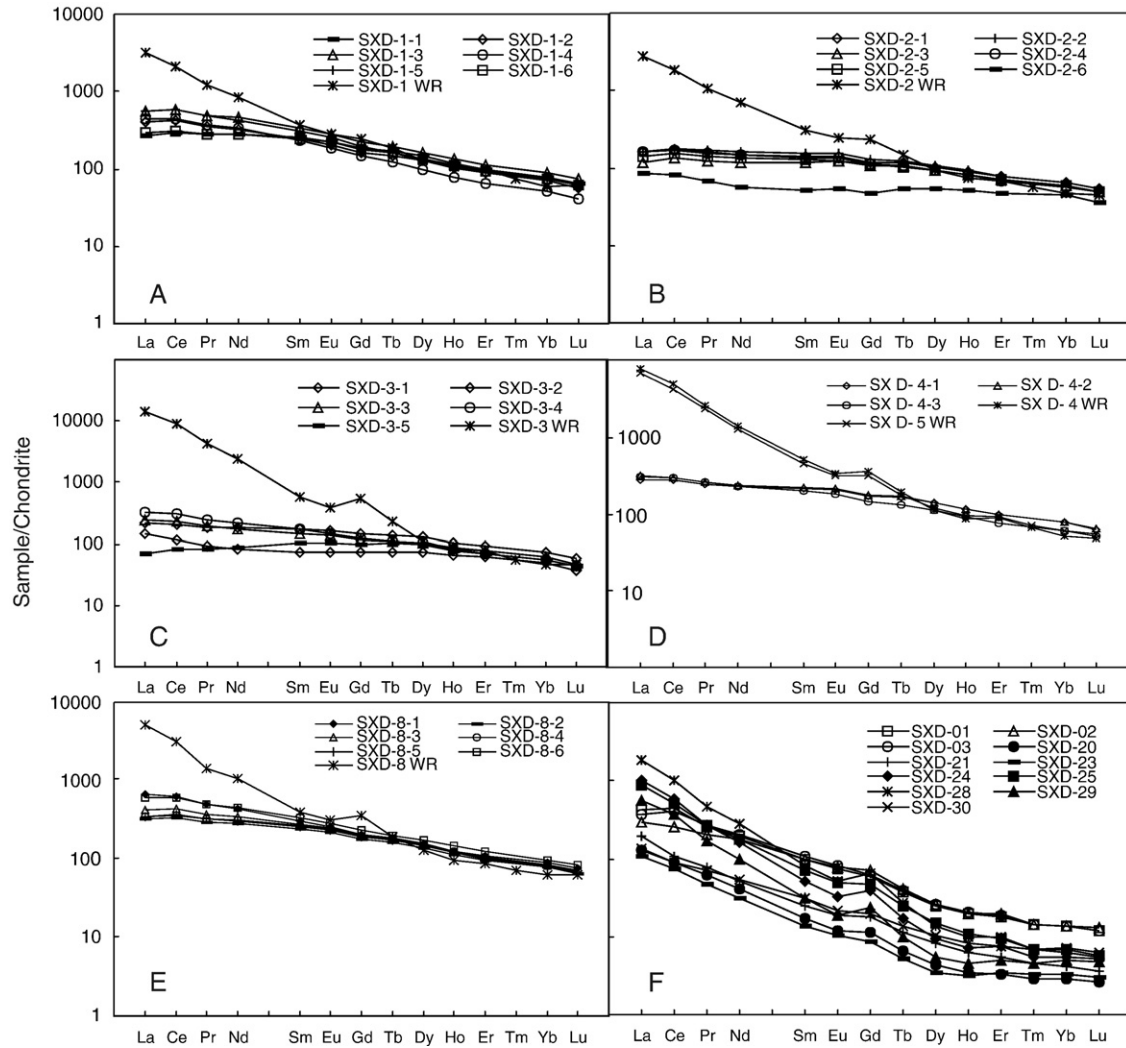 10000
1000
100
10
1
SXD-1-1 SXD-1-2
SXD-1-3 SXD-1-4
SXD-1-5 SXD-1-6
SXD-1 WR
A
La Ce Pr Nd Sm Eu Gd Tb Dy Ho Er Tm Yb Lu
10000
1000
100
10
1
SXD-2-1 SXD-2-2
SXD-2-3 SXD-2-4
SXD-2-5 SXD-2-6
SXD-2 WR
B
La Ce Pr Nd Sm Eu Gd Tb Dy Ho Er Tm Yb Lu
Sample/Chondrite
10000
1000
100
10
1
SXD-3-1 SXD-3-2
SXD-3-3 SXD-3-4
SXD-3-5 SXD-3 WR
C
La Ce Pr Nd Sm Eu Gd Tb Dy Ho Er Tm Yb Lu
1000
100
10
SX D- 4-1 SX D- 4-2
SX D- 4-3 SX D- 4 WR
SX D- 5 WR
D
La Ce Pr Nd Sm Eu Gd Tb Dy Ho Er Tm Yb Lu
10000
1000
100
10
1
SXD-8-1 SXD-8-2
SXD-8-3 SXD-8-4
SXD-8-5 SXD-8-6
SXD-8 WR
E
La Ce Pr Nd Sm Eu Gd Tb Dy Ho Er Tm Yb Lu
10000
1000
100
10
1
SXD-01 SXD-02
SXD-03 SXD-20
SXD-21 SXD-23
SXD-24 SXD-25
SXD-28 SXD-29
SXD-30
F
La Ce Pr Nd Sm Eu Gd Tb Dy Ho Er Tm Yb Lu